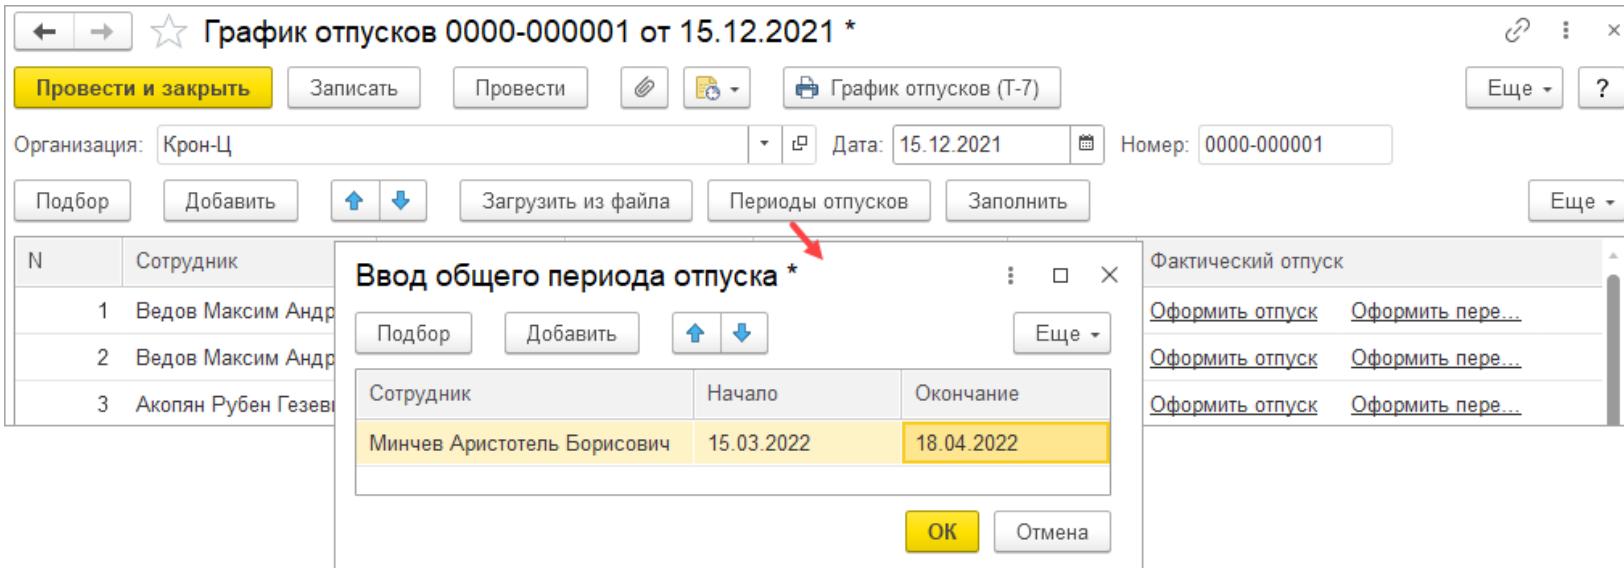 График отпусков 0000-000001 от 15.12.2021 *
Провести и закрыть Записать Провести График отпусков (Т-7) Еще ?
Организация: Крон-Ц Дата: 15.12.2021 Номер: 0000-000001
Подбор Добавить Загрузить из файла Периоды отпусков Заполнить Еще
N Сотрудник Фактический отпуск
1 Ведов Максим Андр Оформить отпуск Оформить пере...
2 Ведов Максим Андр Оформить отпуск Оформить пере...
3 Акопян Рубен Гезев Оформить отпуск Оформить пере...
Ввод общего периода отпуска *
Подбор Добавить Еще
Сотрудник Начало Окончание
Минчев Аристотель Борисович 15.03.2022 18.04.2022
ОК Отмена